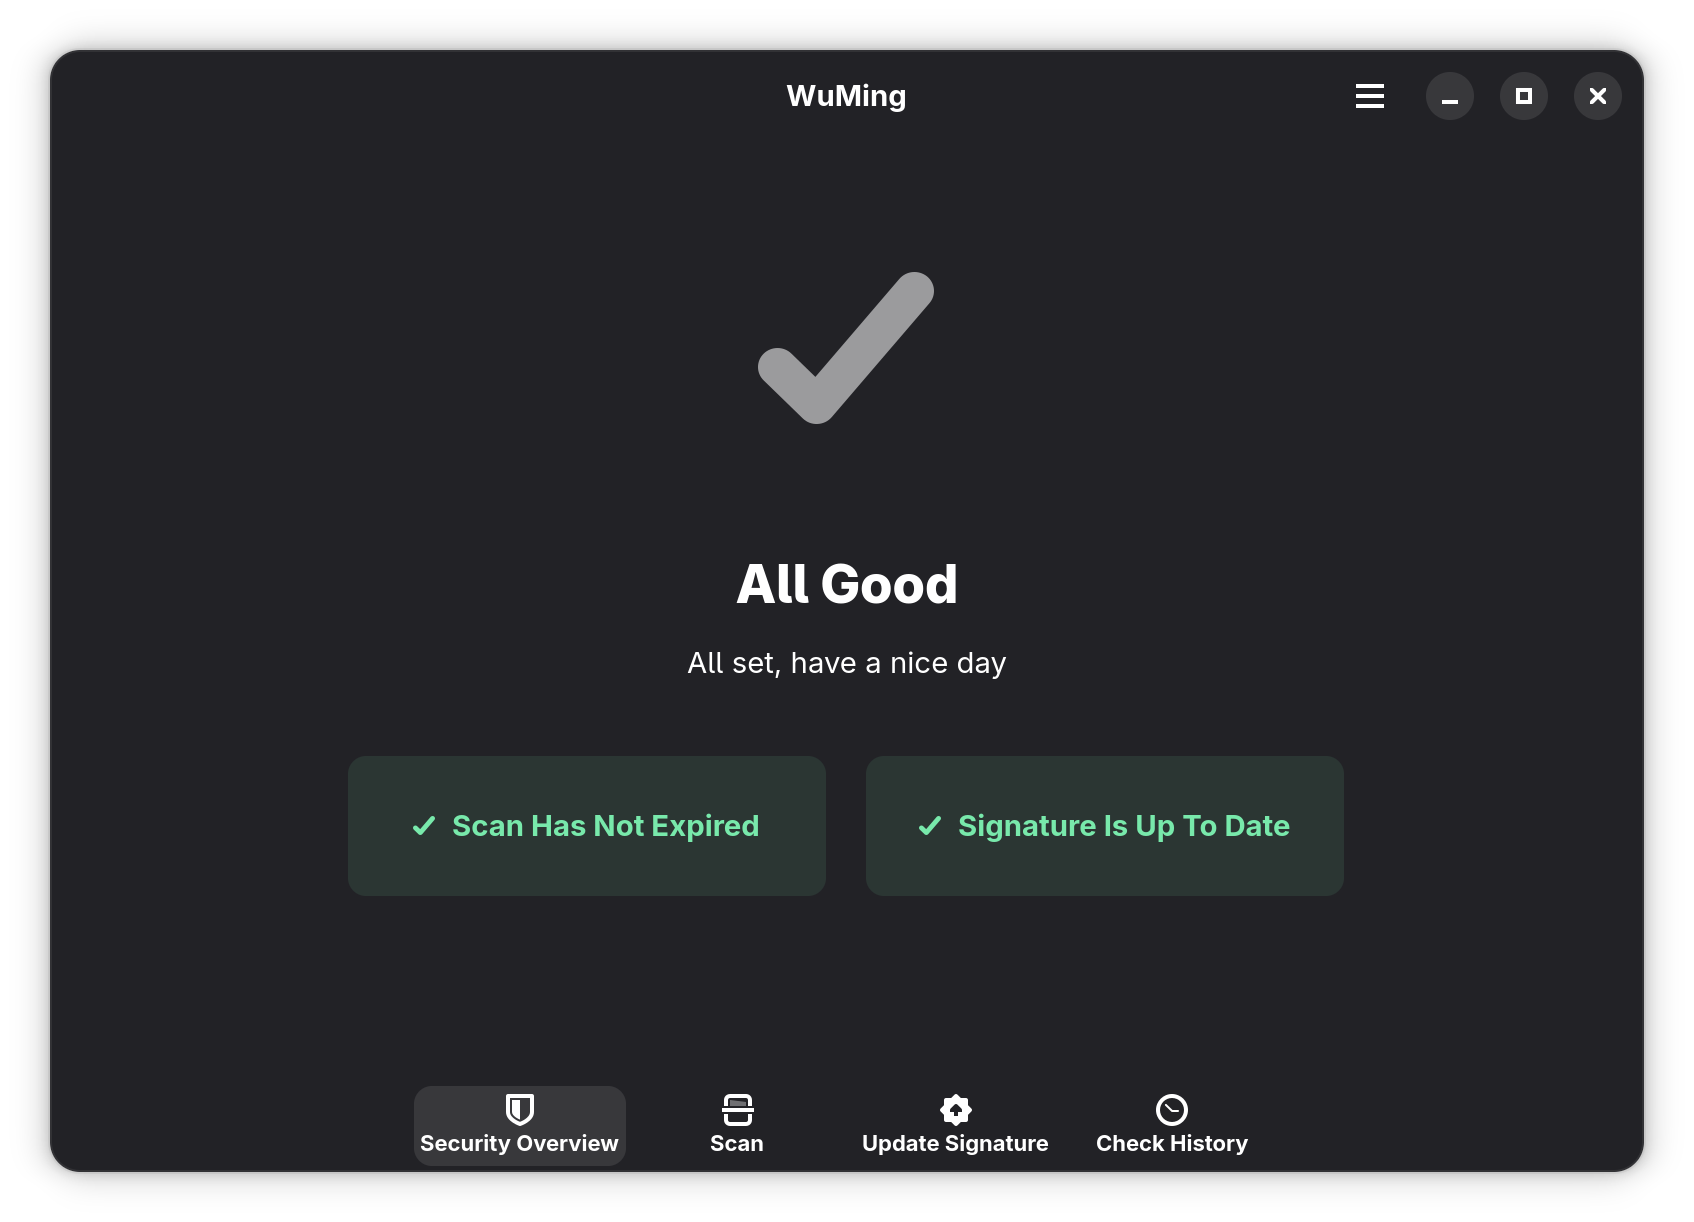 WuMing
All Good
All set, have a nice day
Scan Has Not Expired
Signature Is Up To Date
Security Overview
Scan
Update Signature
Check History